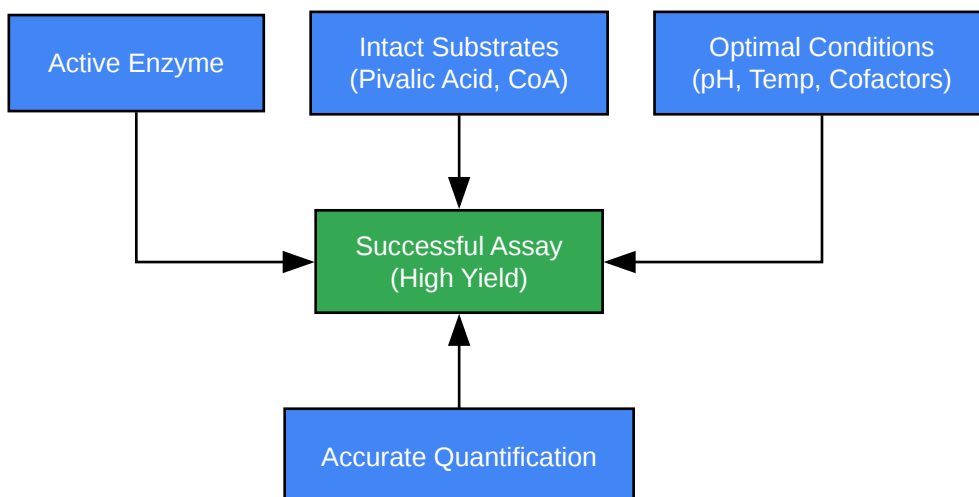 Active Enzyme
Intact Substrates
(Pivalic Acid, CoA)
Optimal Conditions
(pH, Temp, Cofactors)
Successful Assay
(High Yield)
Accurate Quantification